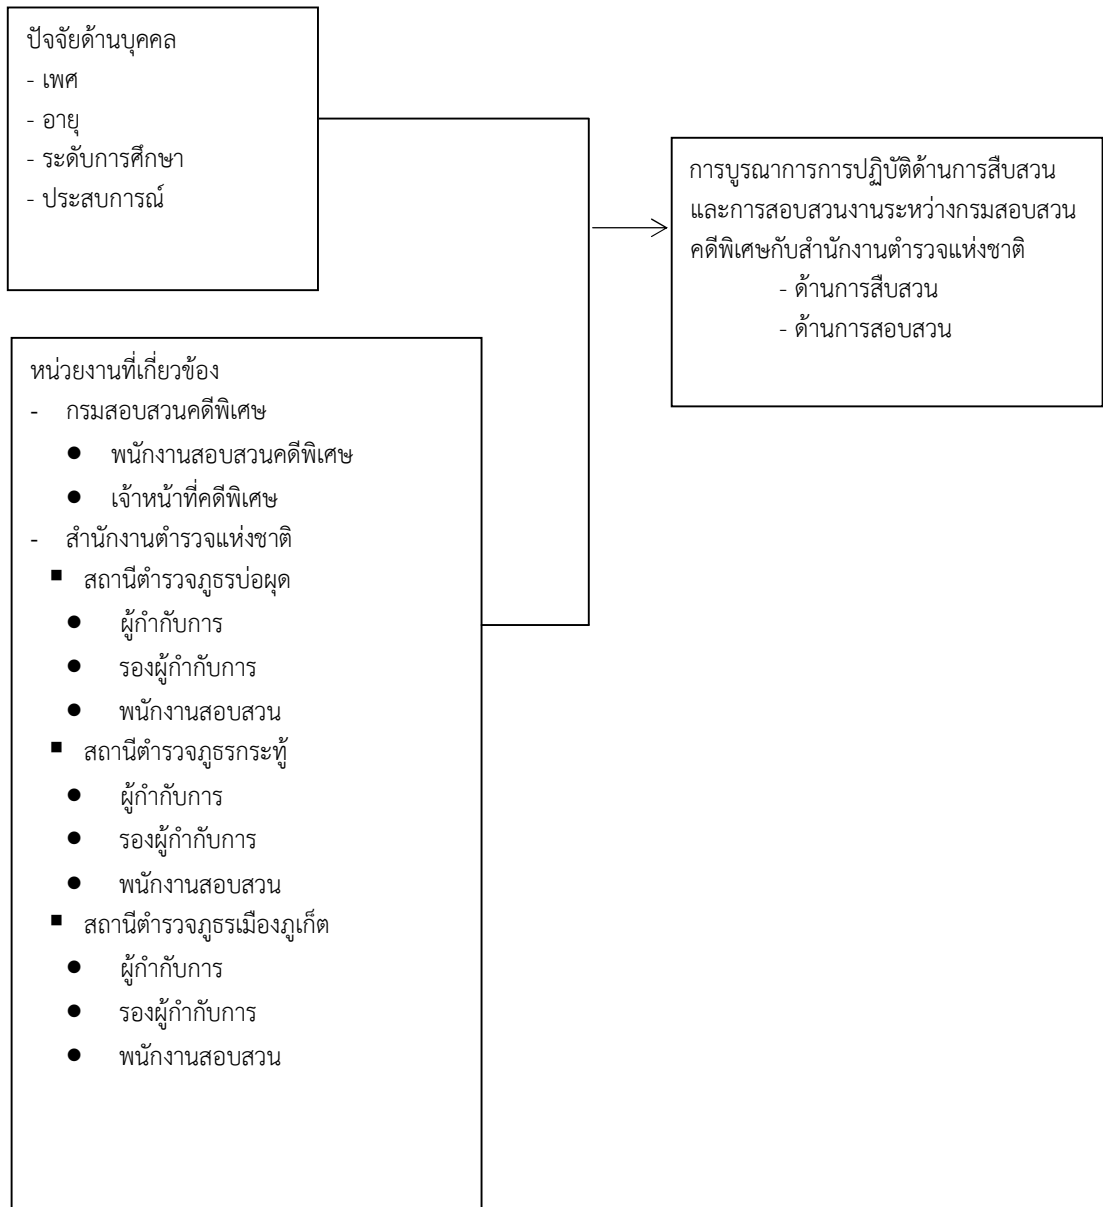 ปัจจัยด้านบุคคล
- เพศ
- อายุ
- ระดับการศึกษา
- ประสบการณ์
การบูรณาการการปฏิบัติด้านการสืบสวน
และการสอบสวนงานระหว่างกรมสอบสวน
คดีพิเศษกับสำนักงานตำรวจแห่งชาติ
- ด้านการสืบสวน
- ด้านการสอบสวน
หน่วยงานที่เกี่ยวข้อง
- กรมสอบสวนคดีพิเศษ
● พนักงานสอบสวนคดีพิเศษ
● เจ้าหน้าที่คดีพิเศษ
- สำนักงานตำรวจแห่งชาติ
▪ สถานีตำรวจภูธรบ่อผุด
● ผู้กำกับการ
● รองผู้กำกับการ
● พนักงานสอบสวน
▪ สถานีตำรวจภูธรกระทู้
● ผู้กำกับการ
● รองผู้กำกับการ
● พนักงานสอบสวน
▪ สถานีตำรวจภูธรเมืองภูเก็ต
● ผู้กำกับการ
● รองผู้กำกับการ
● พนักงานสอบสวน